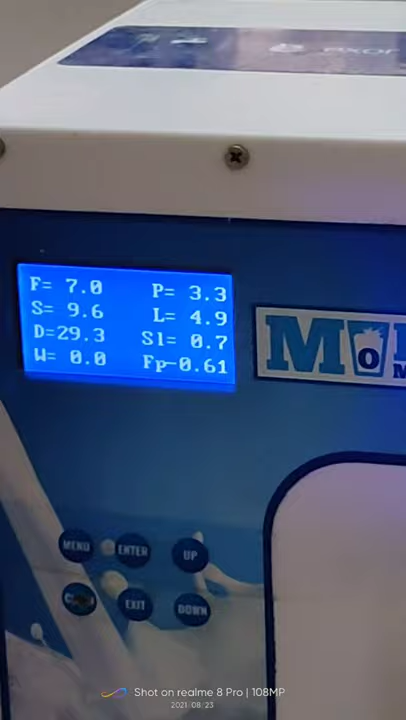 F= 7.0 P= 3.3
S= 9.6 L= 4.9
D=29.3 Sl= 0.7
W= 0.0 Fp-0.61
MENU ENTER UP
EXIT DOWN
Shot on realme 8 Pro | 108MP
2021/08/23